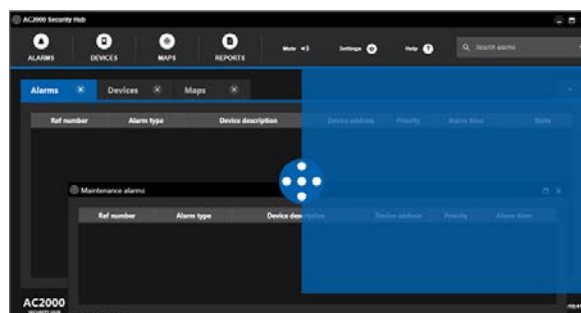 AC2000 Security Hub
ALARMS DEVICES MAPS REPORTS Mute Settings Help ? Search alarms
Alarms Devices Maps
Ref number Alarm type Device description Device address Priority Alarm time State
Maintenance alarms
Ref number Alarm type Device description Device address Priority Alarm time
AC2000
SECURITY HUB